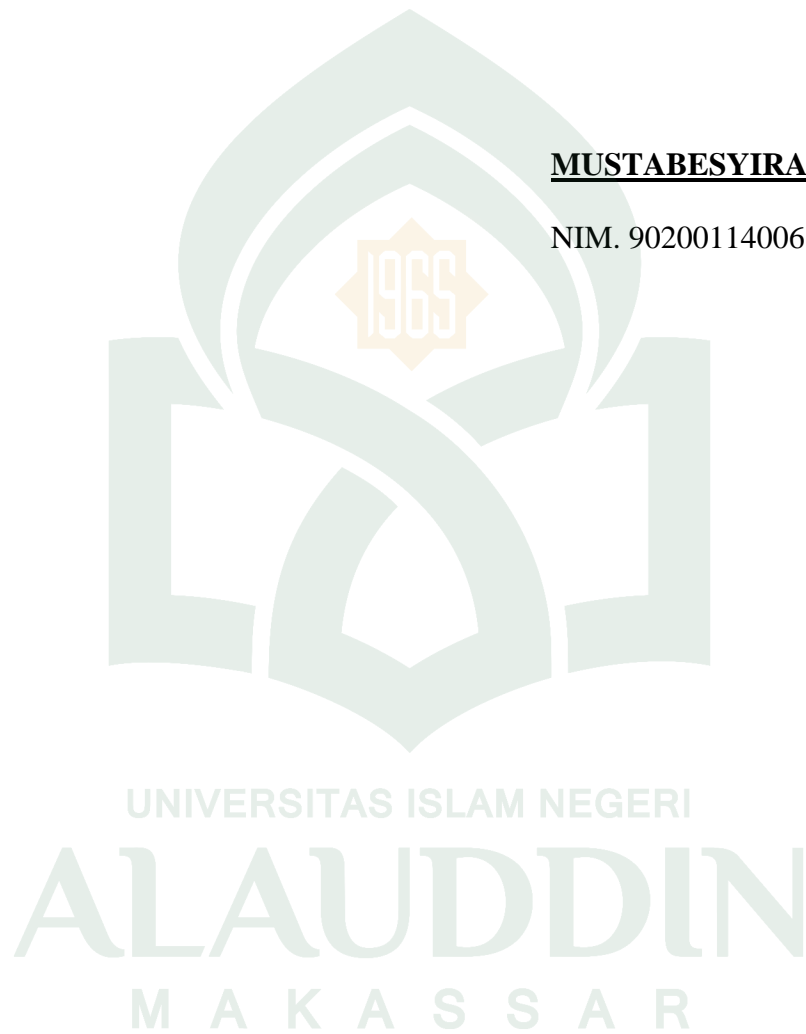 MUSTABESYIRA
NIM. 90200114006
1965
UNIVERSITAS ISLAM NEGERI
ALAUDDIN
M A K A S S A R